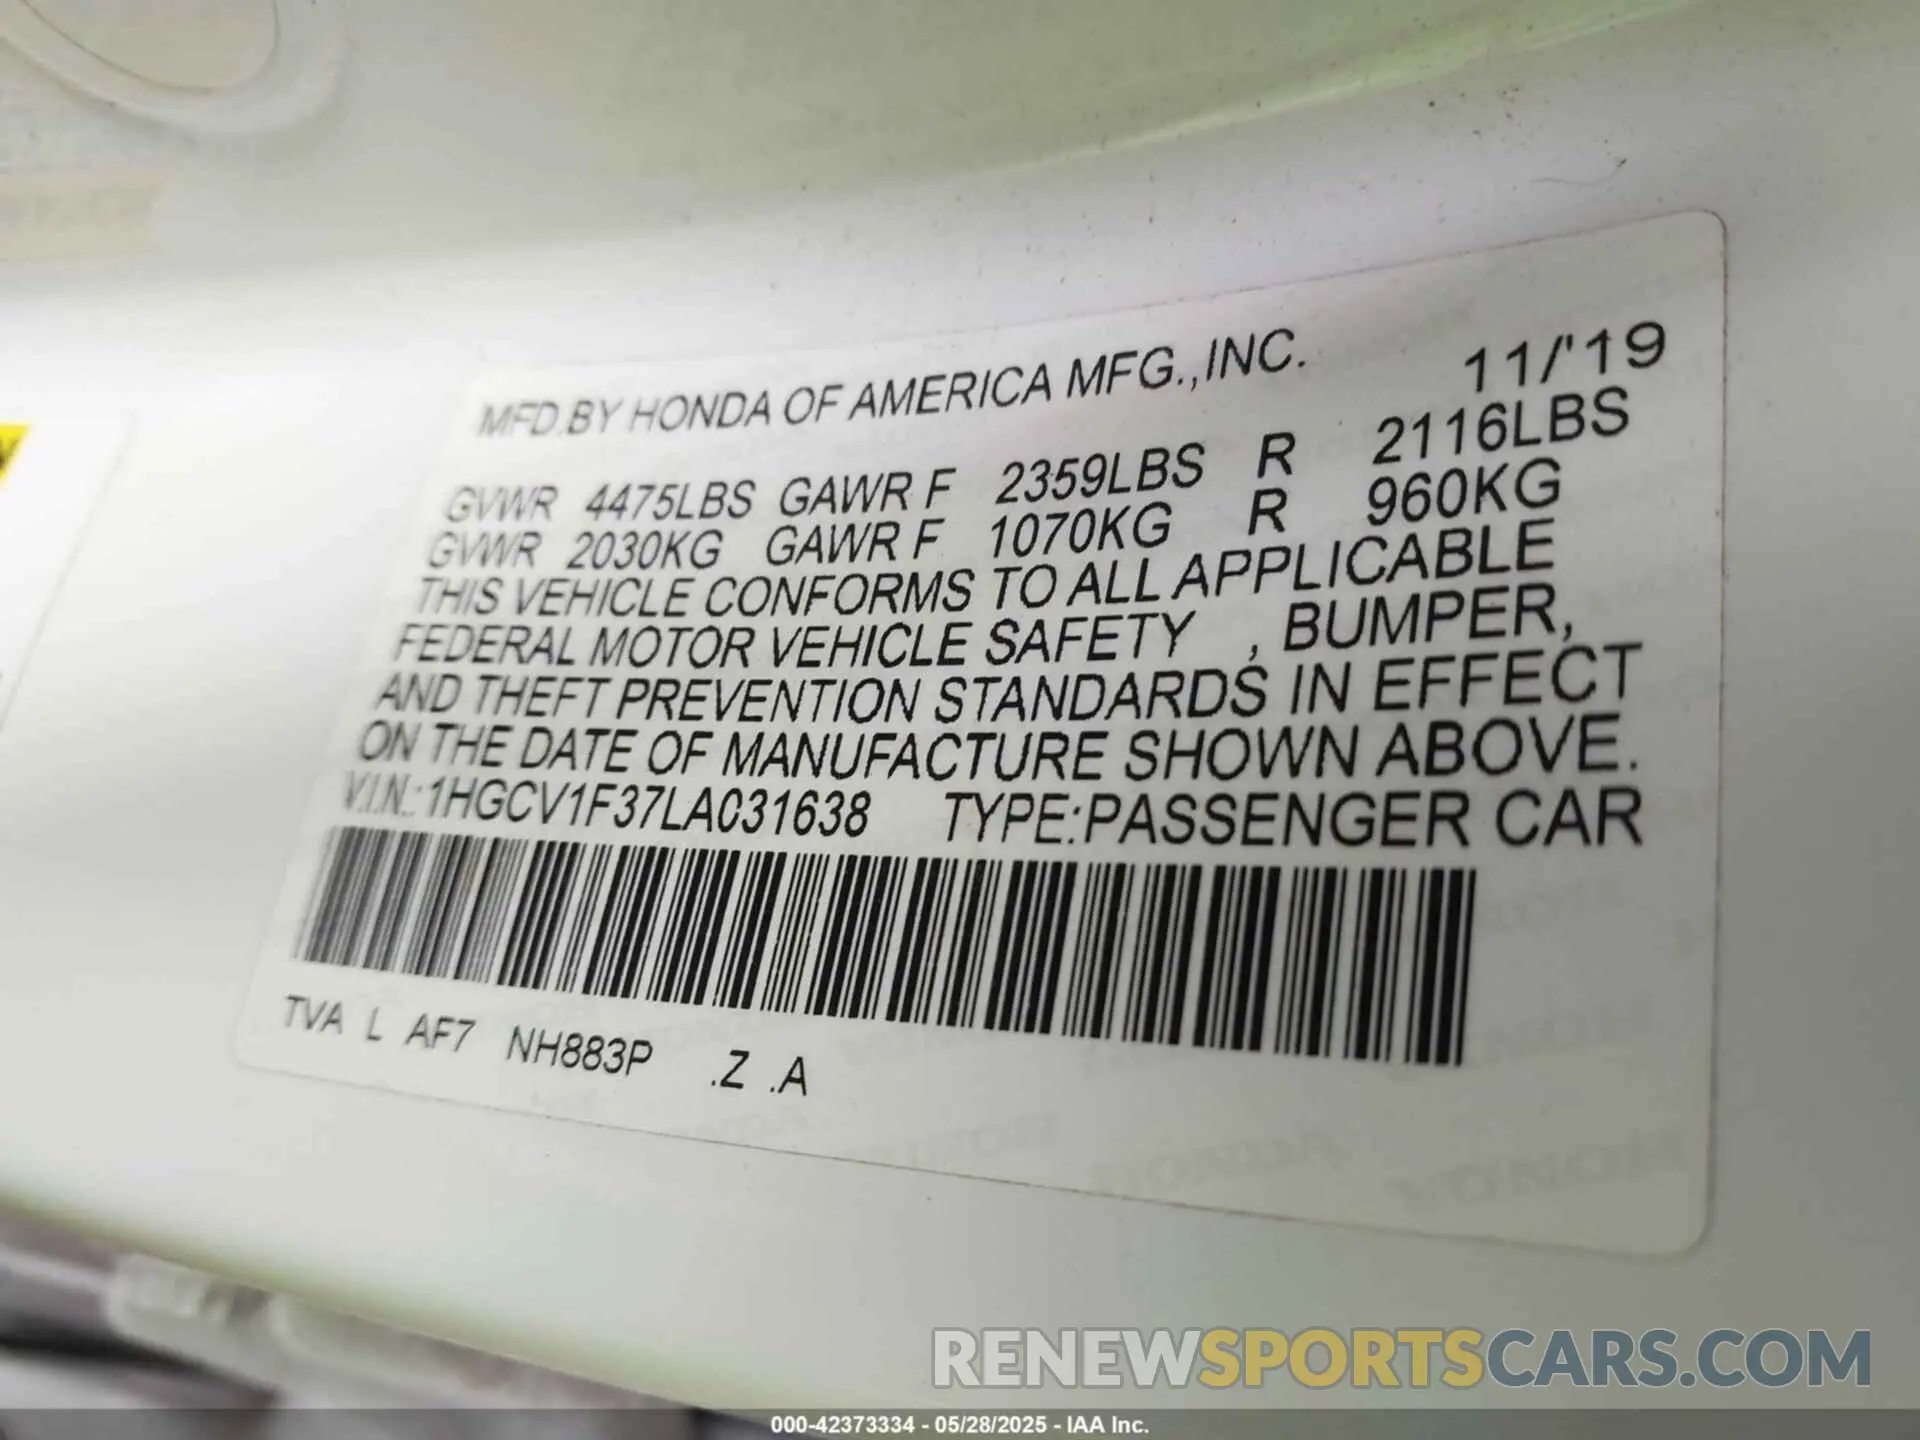 MFD.BY HONDA OF AMERICA MFG.,INC. 11/'19
GVWR 4475LBS GAWR F 2359LBS R 2116LBS
GVWR 2030KG GAWR F 1070KG R 960KG
THIS VEHICLE CONFORMS TO ALL APPLICABLE
FEDERAL MOTOR VEHICLE SAFETY , BUMPER,
AND THEFT PREVENTION STANDARDS IN EFFECT
ON THE DATE OF MANUFACTURE SHOWN ABOVE.
V.I.N.:1HGCV1F37LA031638 TYPE:PASSENGER CAR
TVA L AF7 NH883P .Z .A
RENEWSPORTSCARS.COM
000-42373334 - 05/28/2025 - IAA Inc.